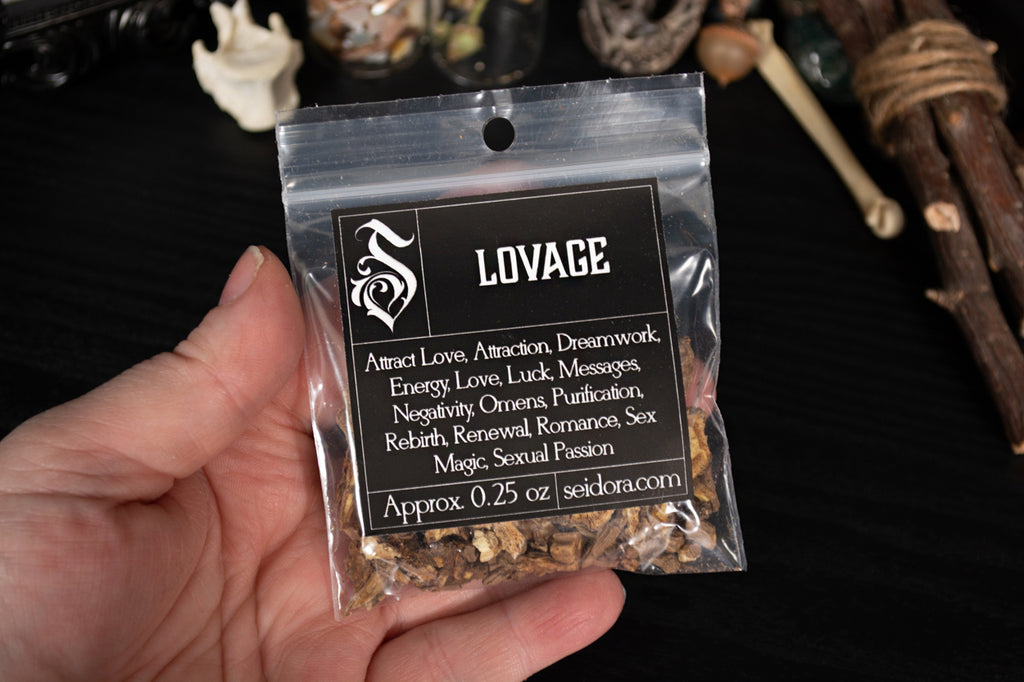 S
LOVAGE
Attract Love, Attraction, Dreamwork,
Energy, Love, Luck, Messages,
Negativity, Omens, Purification,
Rebirth, Renewal, Romance, Sex
Magic, Sexual Passion
Approx. 0.25 oz
seidora.com